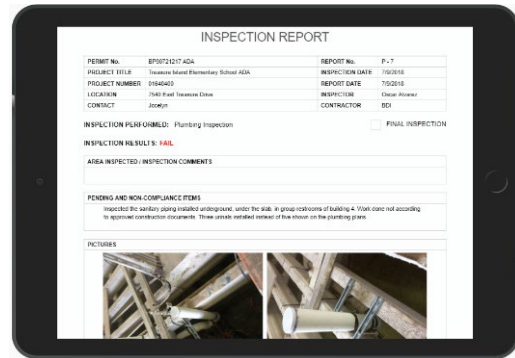 INSPECTION REPORT
PERMIT No. BP00721217 ADA REPORT No. P - 7
PROJECT TITLE Treasure Island Elementary School ADA INSPECTION DATE 7/9/2018
PROJECT NUMBER 01640400 REPORT DATE 7/9/2018
LOCATION 7540 East Treasure Drive INSPECTOR Oscar Alvarez
CONTACT Jocelyn CONTRACTOR BDI
INSPECTION PERFORMED: Plumbing Inspection FINAL INSPECTION
INSPECTION RESULTS: FAIL
AREA INSPECTED / INSPECTION COMMENTS
PENDING AND NON-COMPLIANCE ITEMS
Inspected the sanitary piping installed underground, under the slab, in group restrooms of building 4. Work done not according
to approved construction documents. Three urinals installed instead of five shown on the plumbing plans
PICTURES